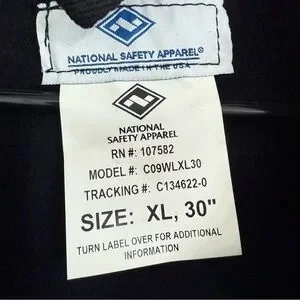 NATIONAL SAFETY APPAREL®
PROUDLY MADE IN THE USA
NATIONAL
SAFETY APPAREL
RN #: 107582
MODEL #: C09WLXL30
TRACKING #: C134622-0
SIZE: XL, 30"
TURN LABEL OVER FOR ADDITIONAL
INFORMATION